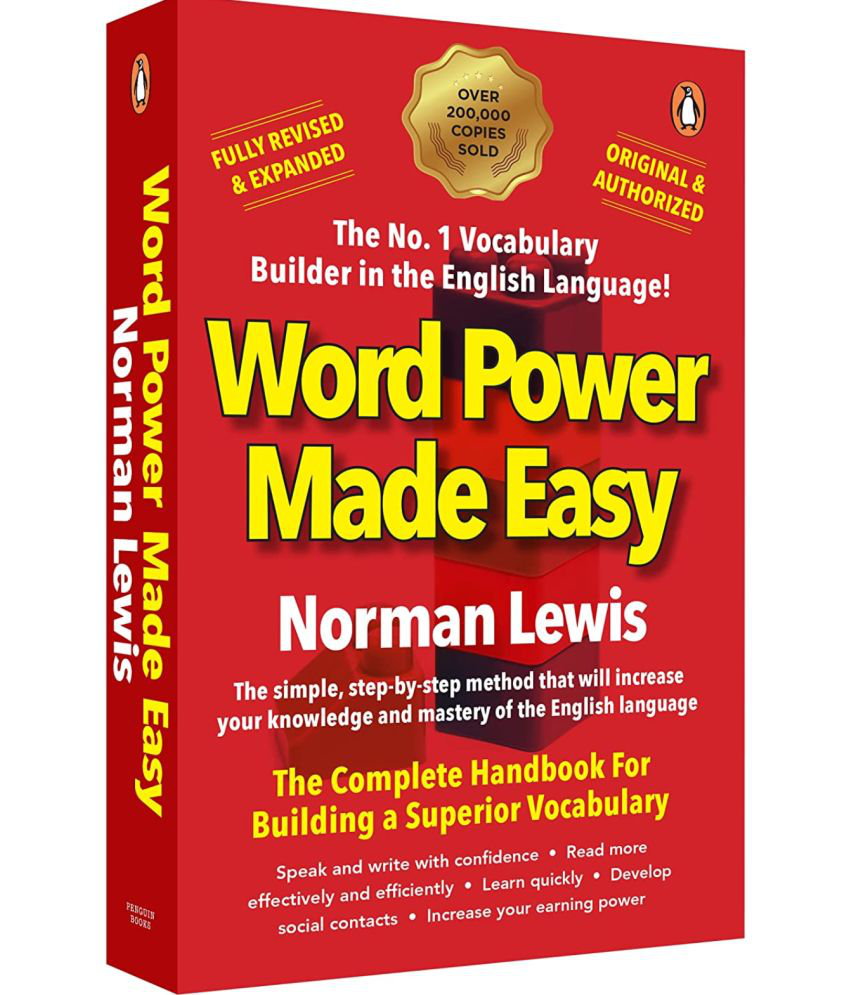 Word Power Made Easy
Norman Lewis
PENGUIN
BOOKS
FULLY REVISED
& EXPANDED
OVER
200,000
COPIES
SOLD
ORIGINAL &
AUTHORIZED
The No. 1 Vocabulary
Builder in the English Language!
Word Power
Made Easy
Norman Lewis
The simple, step-by-step method that will increase
your knowledge and mastery of the English language
The Complete Handbook For
Building a Superior Vocabulary
Speak and write with confidence • Read more
effectively and efficiently • Learn quickly • Develop
social contacts • Increase your earning power